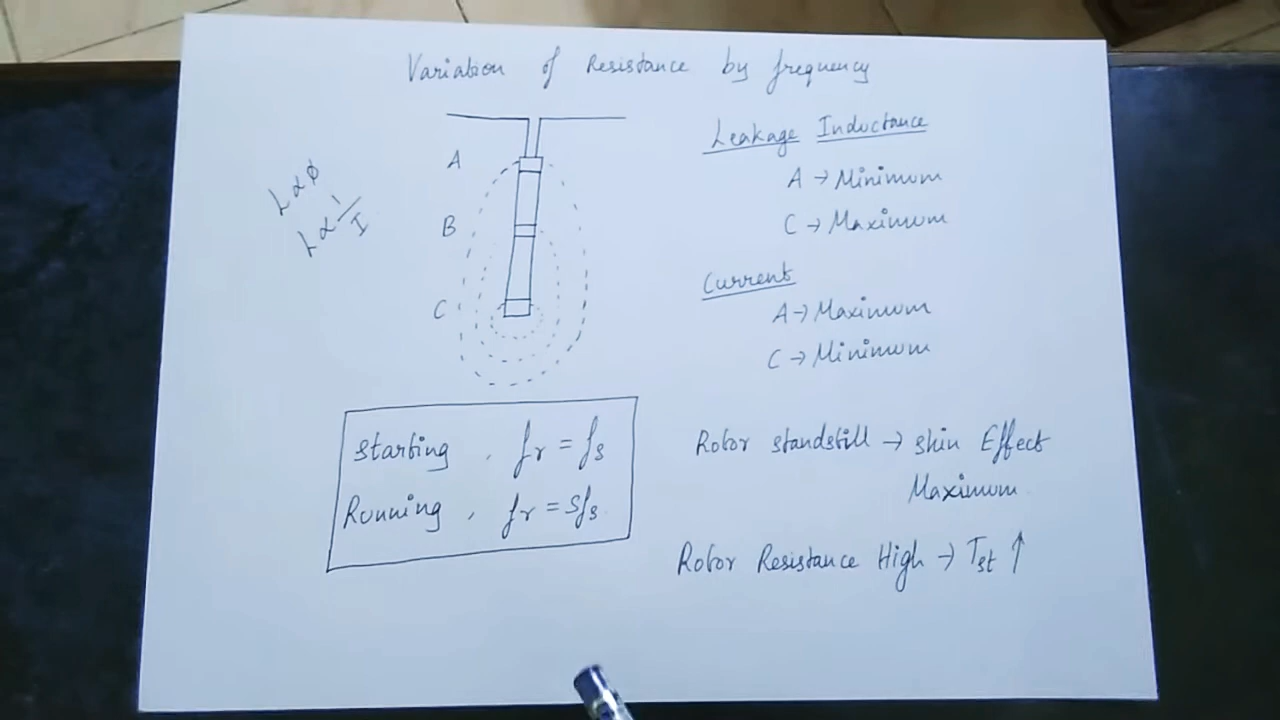 Variation of Resistance by frequency
L α φ
L α 1/I
A
B
C
Leakage Inductance
A → Minimum
C → Maximum
Current
A → Maximum
C → Minimum
Starting , fr = fs
Running , fr = sfs
Rotor standstill → skin Effect
Maximum
Rotor Resistance High → Tst ↑